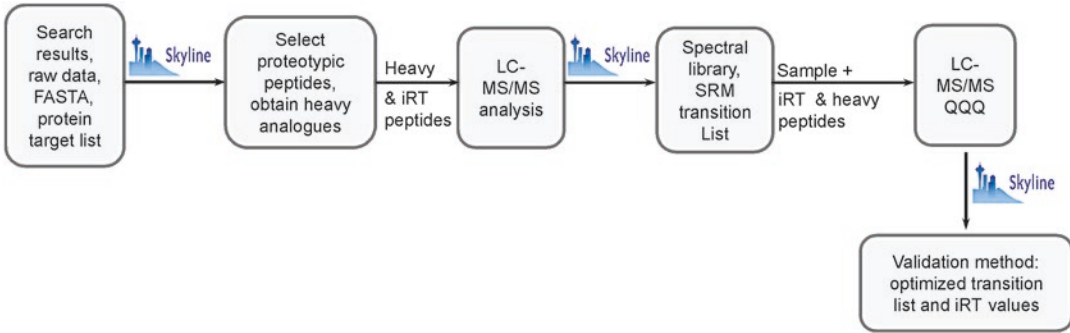 Search
results,
raw data,
FASTA,
protein
target list
Skyline
Select
proteotypic
peptides,
obtain heavy
analogues
Heavy
& iRT
peptides
LC-
MS/MS
analysis
Skyline
Spectral
library,
SRM
transition
List
Sample +
iRT & heavy
peptides
LC-
MS/MS
QQQ
Skyline
Validation method:
optimized transition
list and iRT values